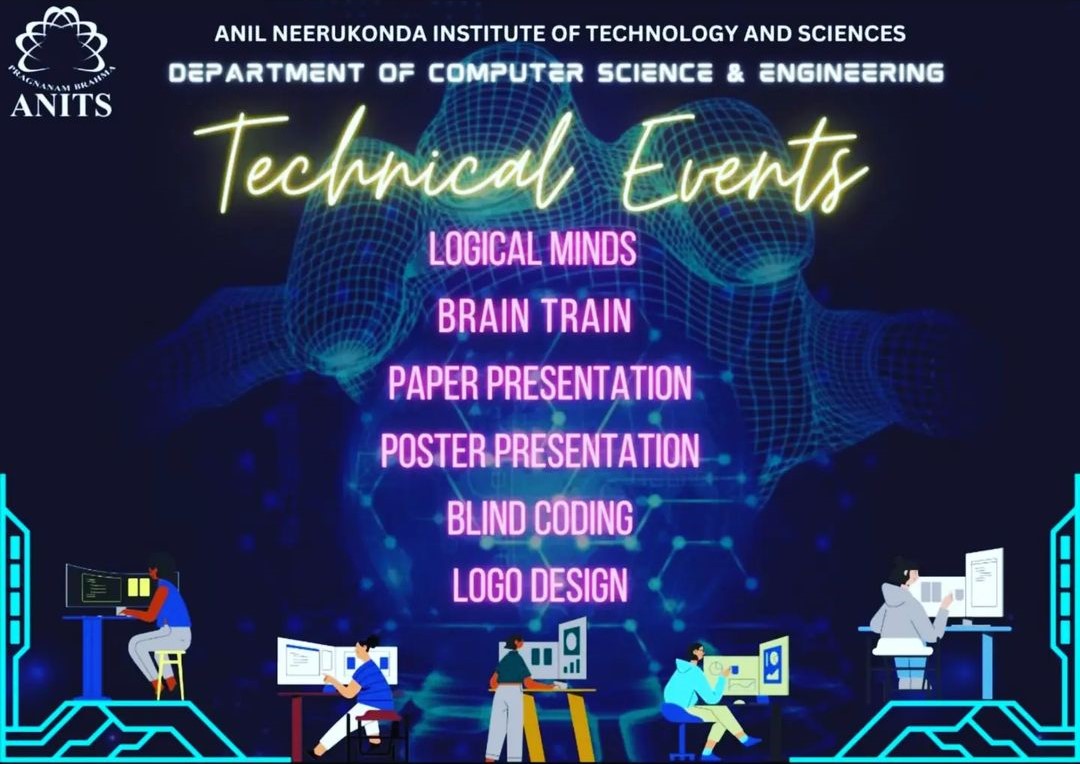 ANIL NEERUKONDA INSTITUTE OF TECHNOLOGY AND SCIENCES
DEPARTMENT OF COMPUTER SCIENCE & ENGINEERING
PRAGNANAM BRAHMA
ANITS
Technical Events
LOGICAL MINDS
BRAIN TRAIN
PAPER PRESENTATION
POSTER PRESENTATION
BLIND CODING
LOGO DESIGN